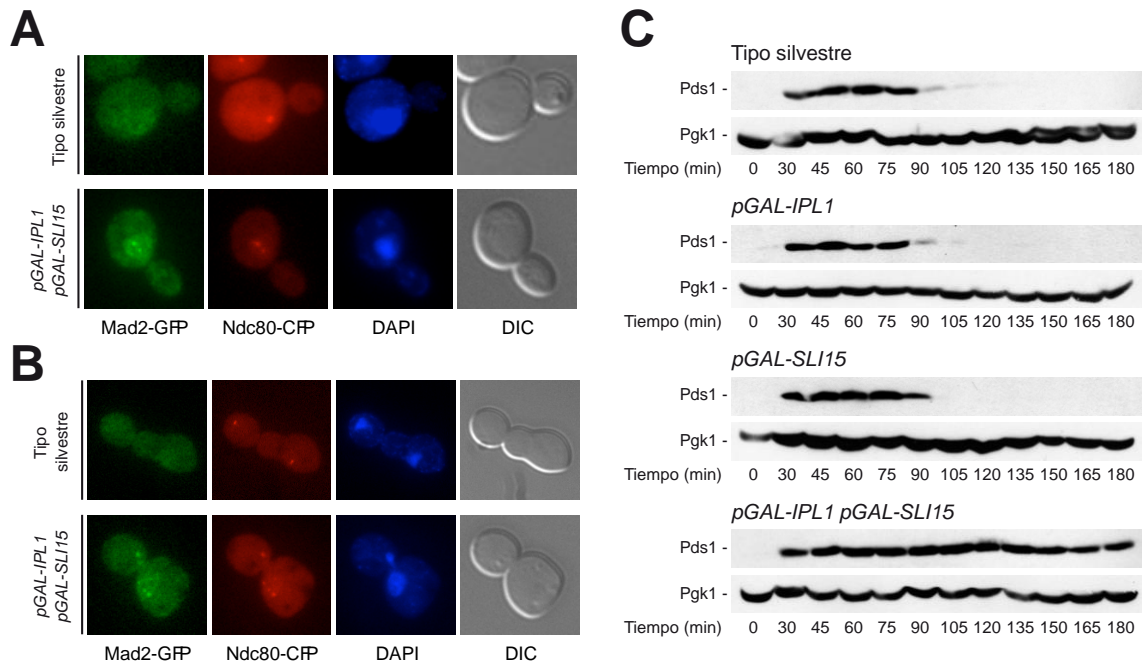 A
Tipo silvestre
pGAL-IPL1
pGAL-SLI15
Mad2-GFP Ndc80-CFP DAPI DIC
B
Tipo
silvestre
pGAL-IPL1
pGAL-SLI15
Mad2-GFP Ndc80-CFP DAPI DIC
C
Tipo silvestre
Pds1 -
Pgk1 -
Tiempo (min) 0 30 45 60 75 90 105 120 135 150 165 180
pGAL-IPL1
Pds1 -
Pgk1 -
Tiempo (min) 0 30 45 60 75 90 105 120 135 150 165 180
pGAL-SLI15
Pds1 -
Pgk1 -
Tiempo (min) 0 30 45 60 75 90 105 120 135 150 165 180
pGAL-IPL1 pGAL-SLI15
Pds1 -
Pgk1 -
Tiempo (min) 0 30 45 60 75 90 105 120 135 150 165 180